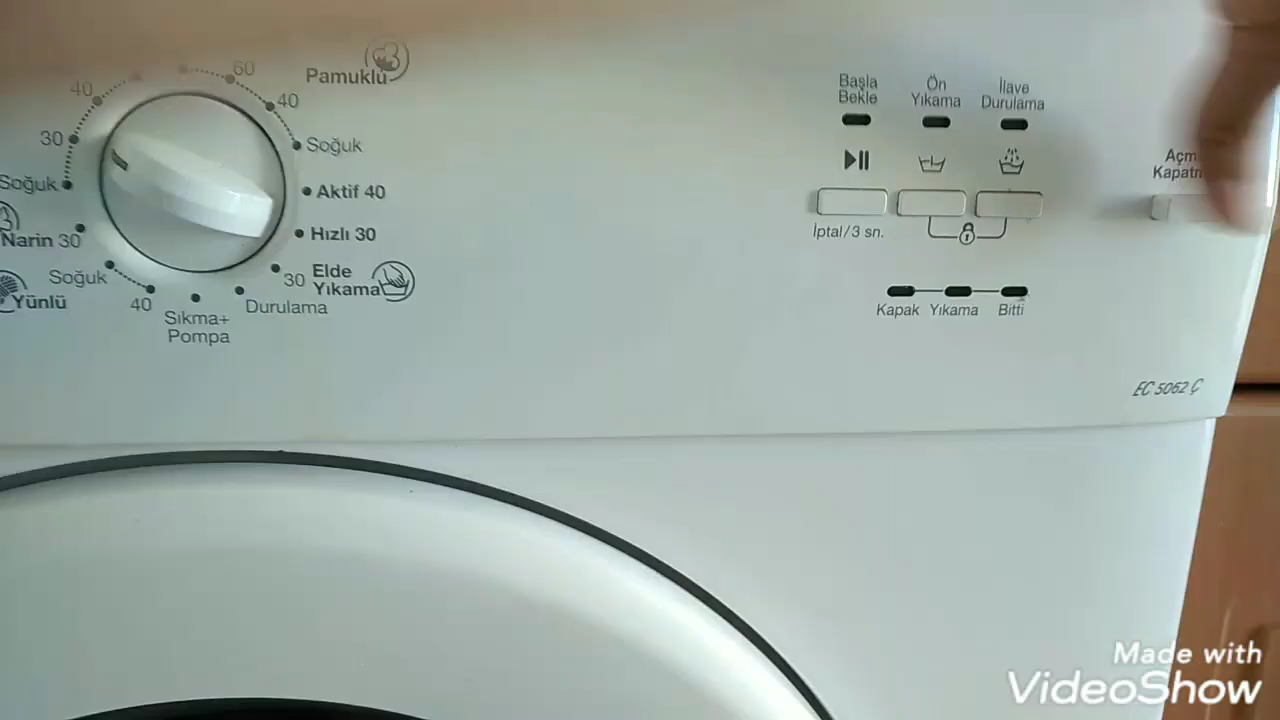 60
Pamuklu
40
40
30
Soğuk
Soğuk
Aktif 40
Narin 30
Hızlı 30
Soğuk
30
Elde
Yıkama
Yünlü
40
Durulama
Sıkma+
Pompa
Başla
Bekle
Ön
Yıkama
İlave
Durulama
İptal/3 sn.
Kapak Yıkama Bitti
EC 5062 Ç
Made with
VideoShow